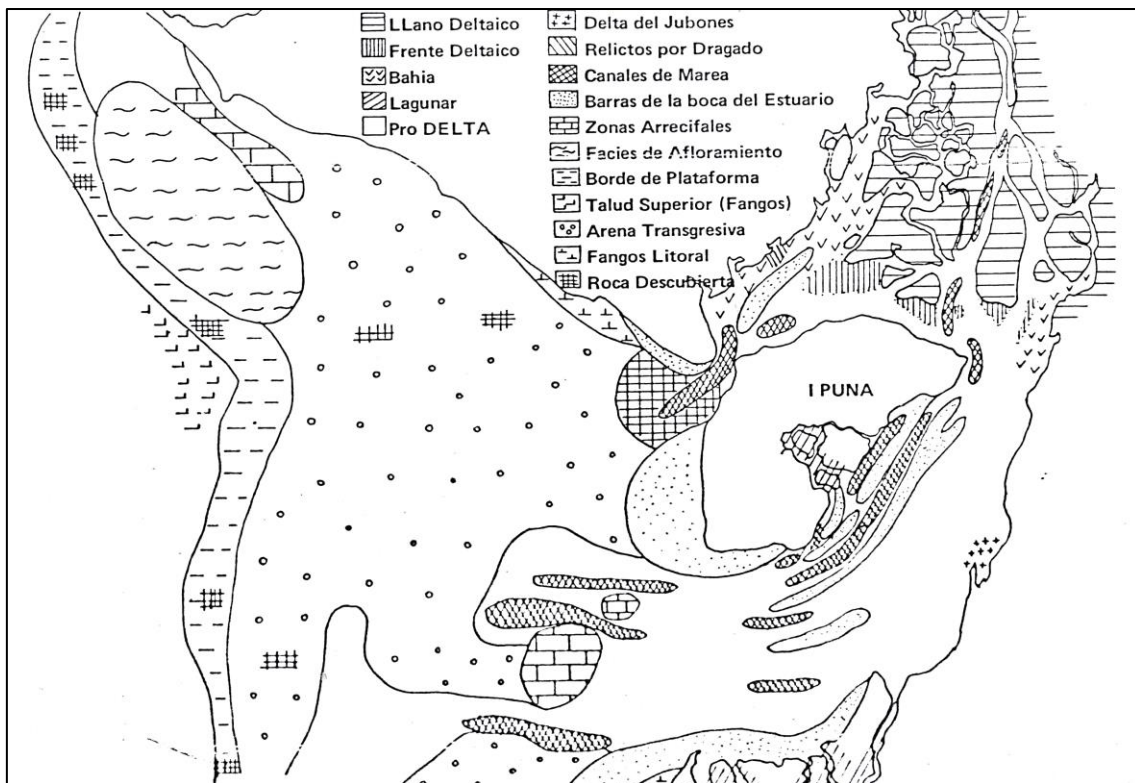 LLano Deltaico
Frente Deltaico
Bahia
Lagunar
Pro DELTA
Delta del Jubones
Relictos por Dragado
Canales de Marea
Barras de la boca del Estuario
Zonas Arrecifales
Facies de Afloramiento
Borde de Plataforma
Talud Superior (Fangos)
Arena Transgresiva
Fangos Litoral
Roca Descubierta
I PUNA